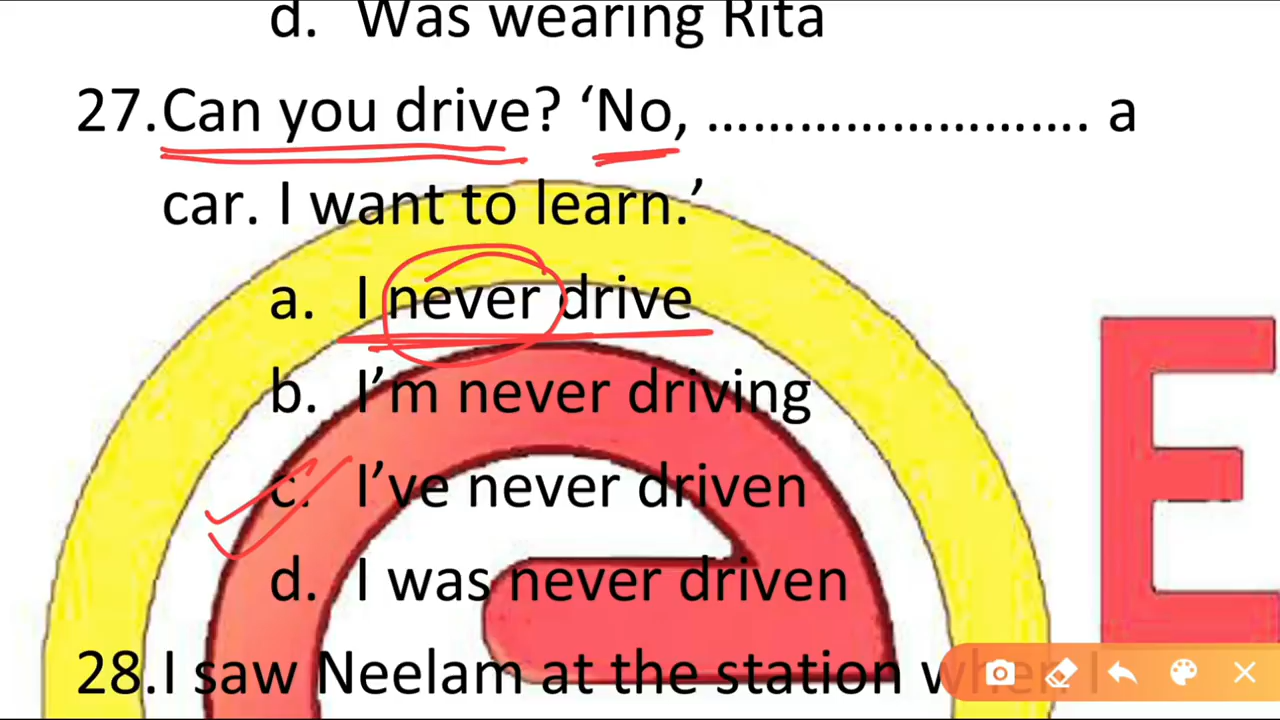 d. Was wearing Rita
27.Can you drive? ‘No, ………………………. a
car. I want to learn.’
a. I never drive
b. I’m never driving
c. I’ve never driven
d. I was never driven
28.I saw Neelam at the station when I
E